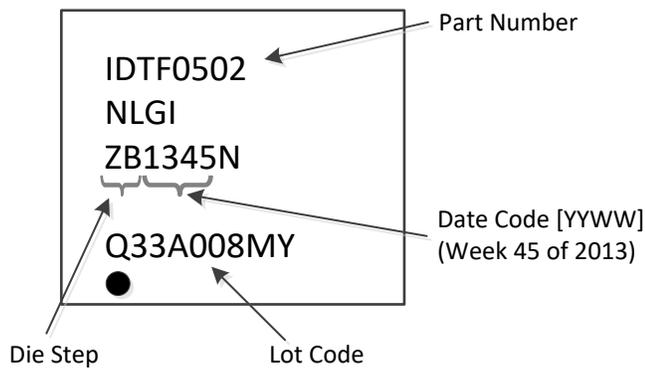 Part Number
IDTF0502
NLGI
ZB1345N
Date Code [YYWW]
(Week 45 of 2013)
Q33A008MY
Die Step
Lot Code